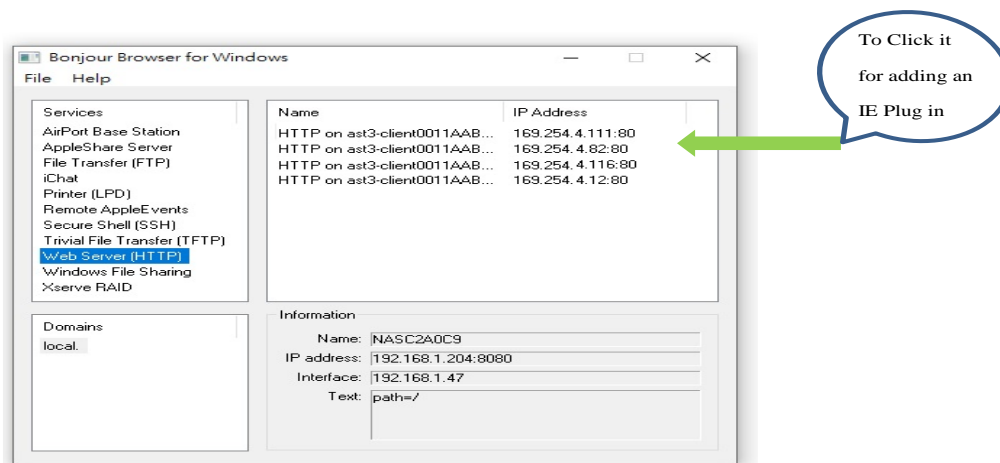 To Click it
for adding an
IE Plug in
Bonjour Browser for Windows
File Help
Services
AirPort Base Station
AppleShare Server
File Transfer (FTP)
iChat
Printer (LPD)
Remote AppleEvents
Secure Shell (SSH)
Trivial File Transfer (TFTP)
Web Server (HTTP)
Windows File Sharing
Xserve RAID
Name IP Address
HTTP on ast3-client0011AAB... 169.254.4.111:80
HTTP on ast3-client0011AAB... 169.254.4.82:80
HTTP on ast3-client0011AAB... 169.254.4.116:80
HTTP on ast3-client0011AAB... 169.254.4.12:80
Domains
local.
Information
Name: NASC2A0C9
IP address: 192.168.1.204:8080
Interface: 192.168.1.47
Text: path=/